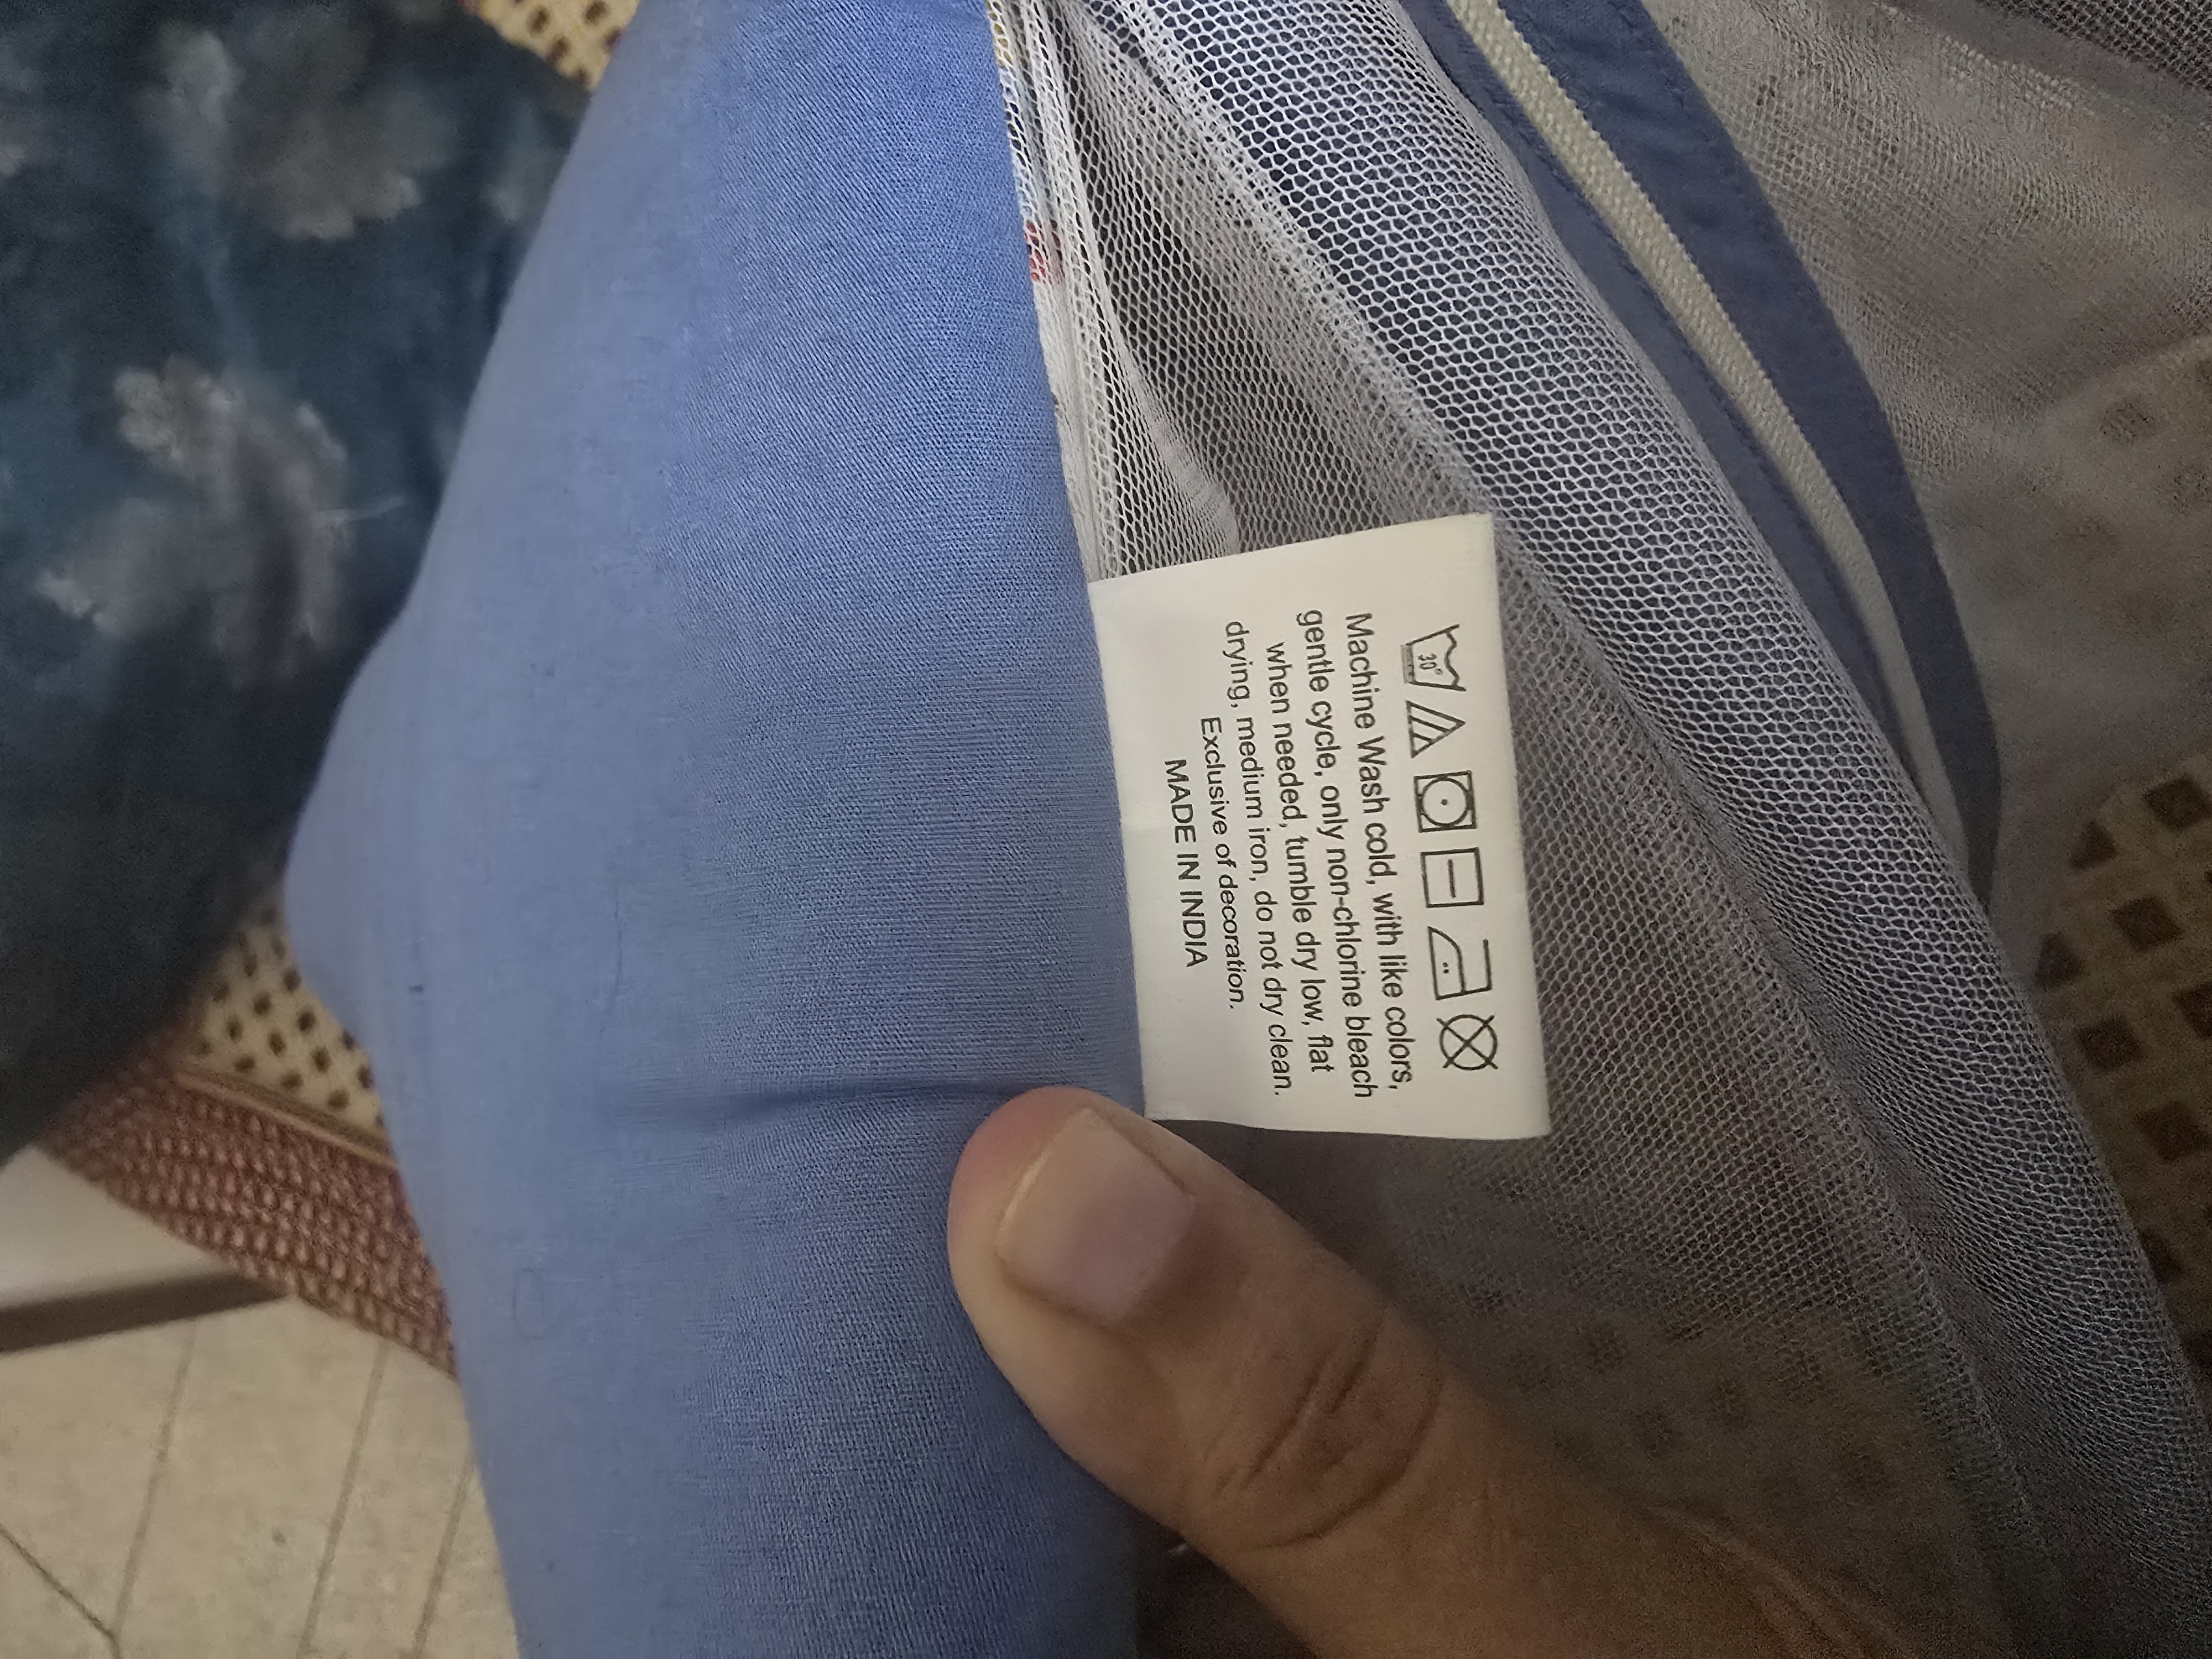 30°
Machine Wash cold, with like colors,
gentle cycle, only non-chlorine bleach
when needed, tumble dry low, flat
drying, medium iron, do not dry clean.
Exclusive of decoration.
MADE IN INDIA